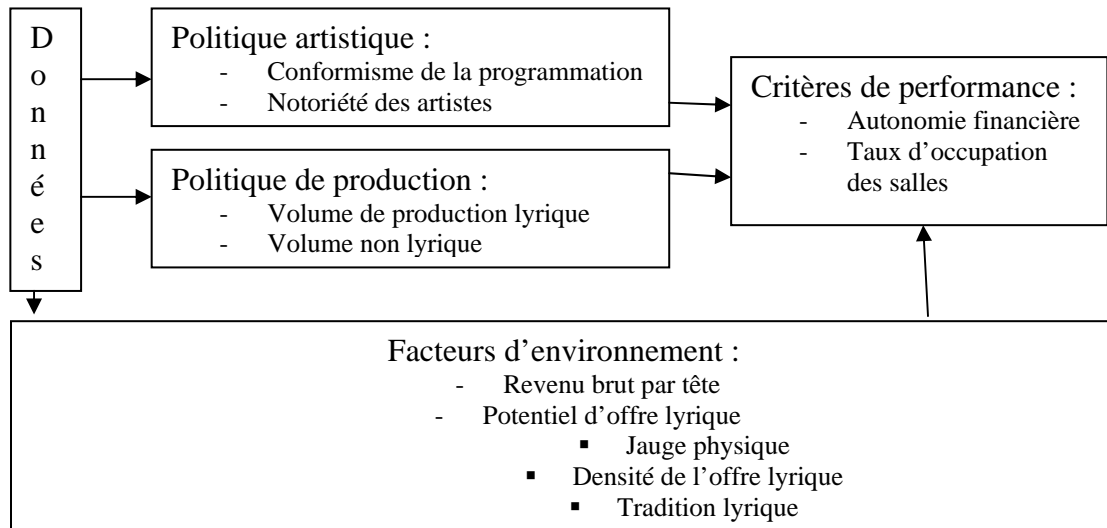 D
o
n
n
é
e
s
Politique artistique :
- Conformisme de la programmation
- Notoriété des artistes
Politique de production :
- Volume de production lyrique
- Volume non lyrique
Critères de performance :
- Autonomie financière
- Taux d’occupation
des salles
Facteurs d’environnement :
- Revenu brut par tête
- Potentiel d’offre lyrique
▪ Jauge physique
▪ Densité de l’offre lyrique
▪ Tradition lyrique